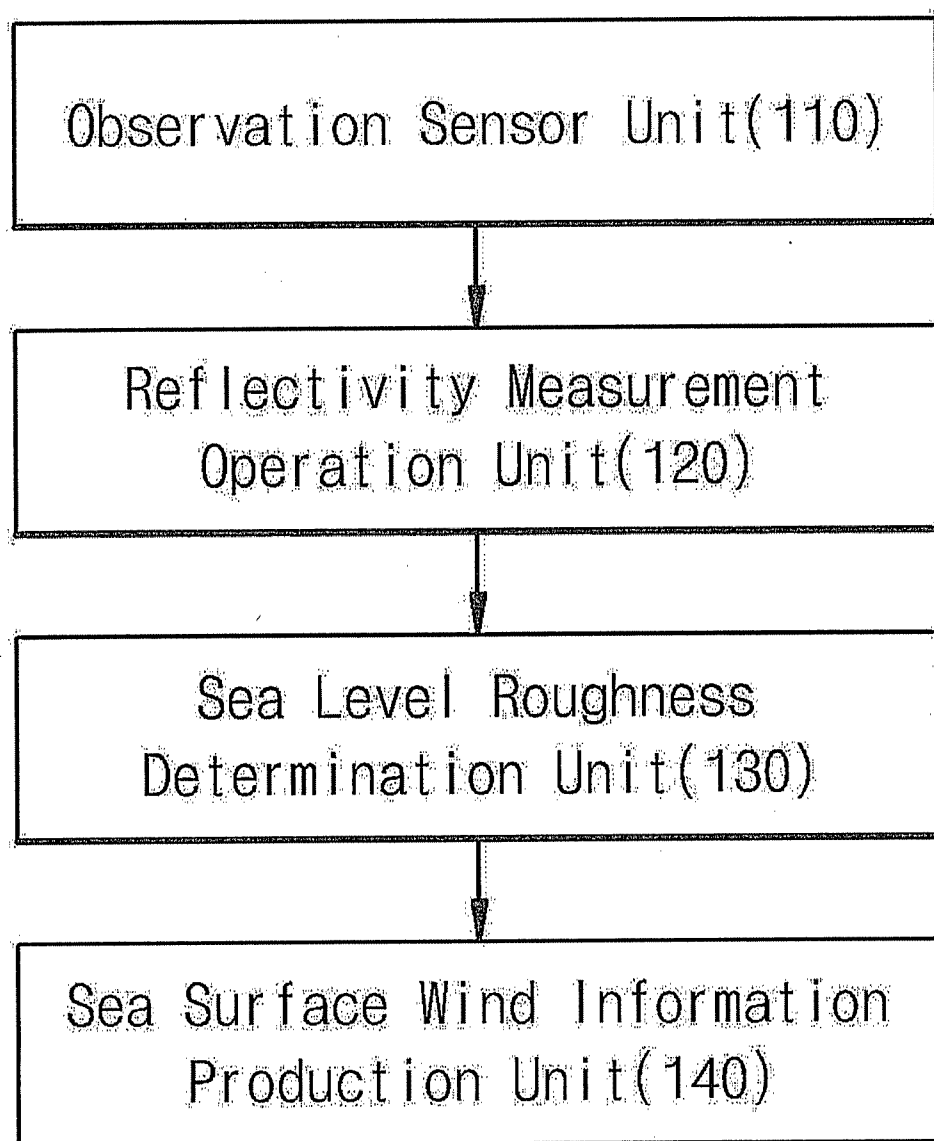 Observation Sensor Unit(110)
Reflectivity Measurement
Operation Unit(120)
Sea Level Roughness
Determination Unit(130)
Sea Surface Wind Information
Production Unit(140)